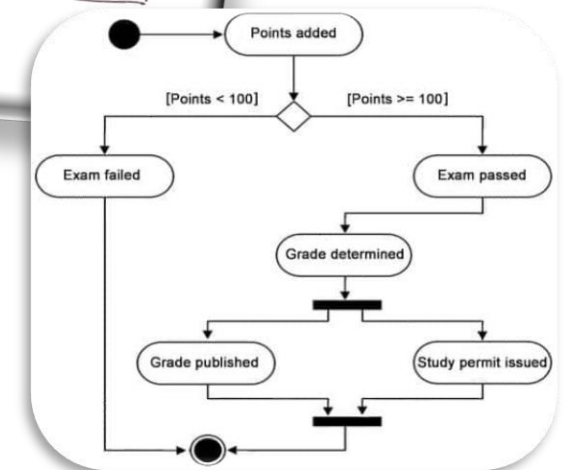 Points added
[Points < 100]
[Points >= 100]
Exam failed
Exam passed
Grade determined
Grade published
Study permit issued